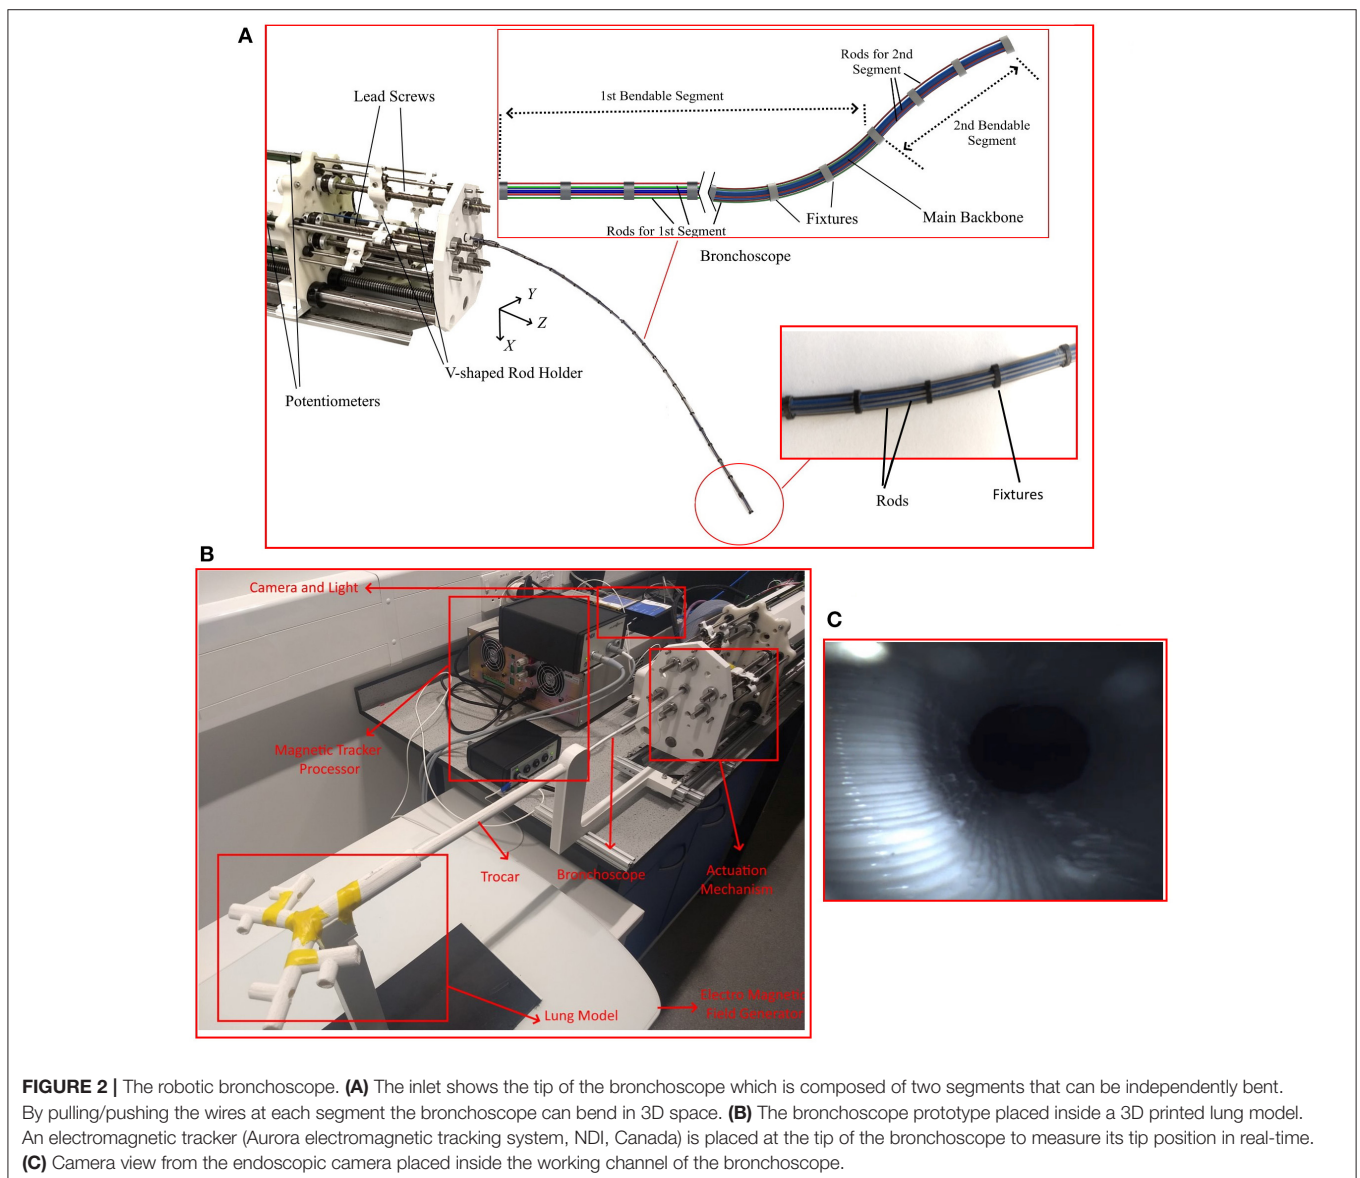 A
Lead Screws
1st Bendable Segment
Rods for 2nd
Segment
2nd Bendable
Segment
Fixtures
Main Backbone
Rods for 1st Segment
Bronchoscope
Y
Z
X
V-shaped Rod Holder
Potentiometers
Rods
Fixtures
B
Camera and Light
Magnetic Tracker
Processor
Trocar
Bronchoscope
Actuation
Mechanism
Lung Model
Electro Magnetic
Field Generator
C
FIGURE 2 | The robotic bronchoscope. (A) The inlet shows the tip of the bronchoscope which is composed of two segments that can be independently bent.
By pulling/pushing the wires at each segment the bronchoscope can bend in 3D space. (B) The bronchoscope prototype placed inside a 3D printed lung model.
An electromagnetic tracker (Aurora electromagnetic tracking system, NDI, Canada) is placed at the tip of the bronchoscope to measure its tip position in real-time.
(C) Camera view from the endoscopic camera placed inside the working channel of the bronchoscope.